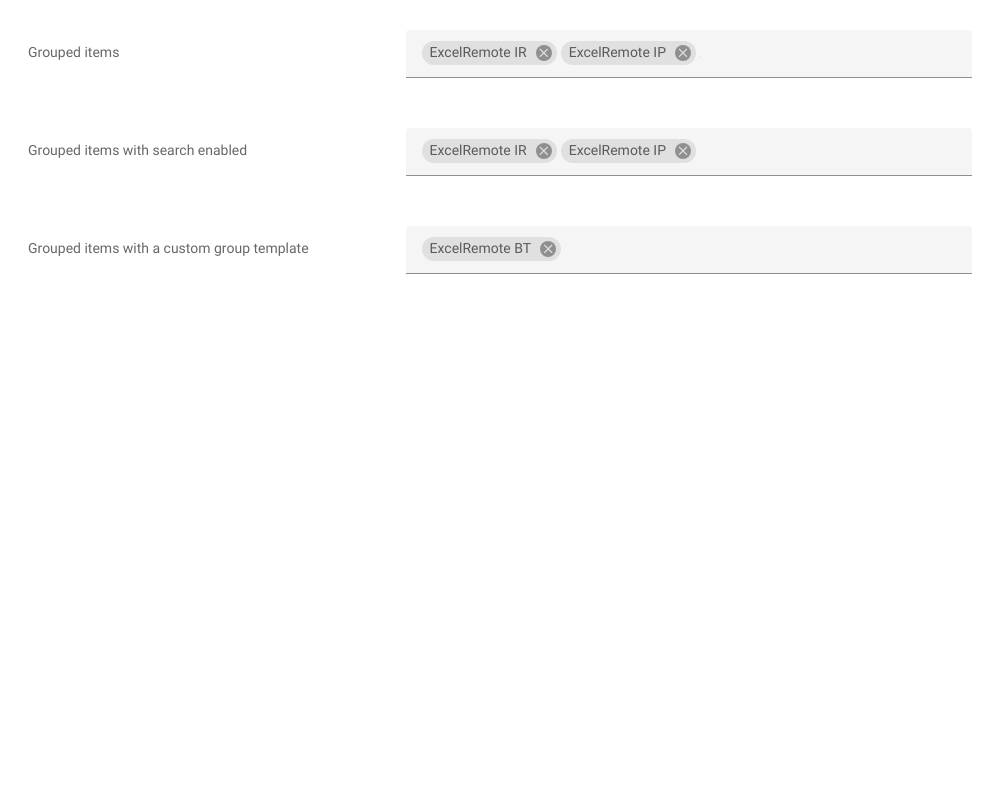 Grouped items
ExcelRemote IR ExcelRemote IP
Grouped items with search enabled
ExcelRemote IR ExcelRemote IP
Grouped items with a custom group template
ExcelRemote BT